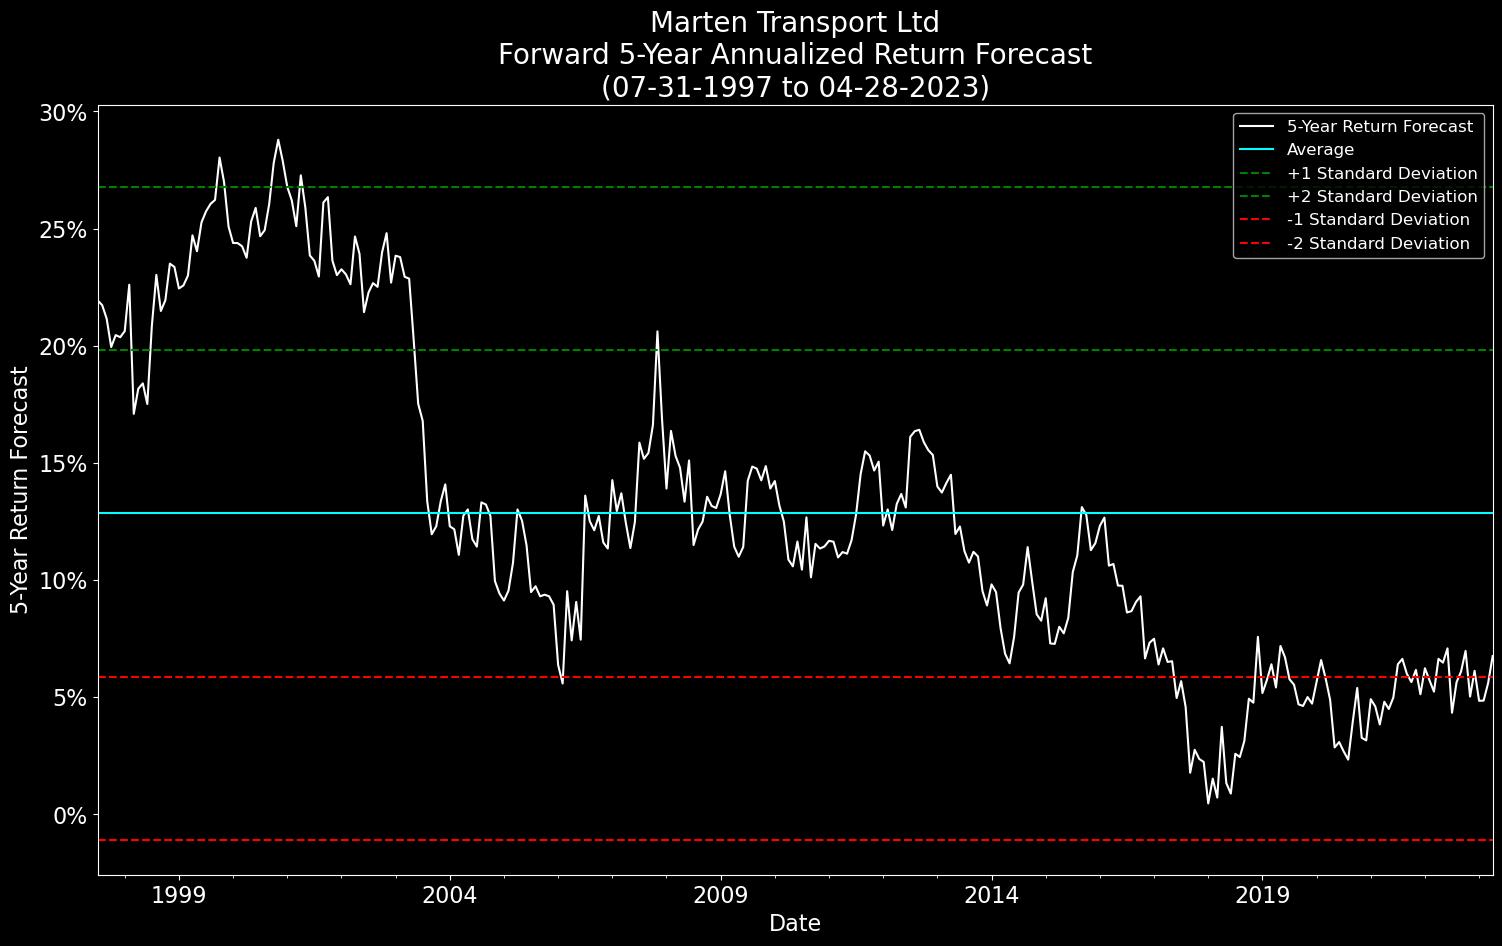 Marten Transport Ltd
Forward 5-Year Annualized Return Forecast
(07-31-1997 to 04-28-2023)
30%
25%
20%
15%
10%
5%
0%
5-Year Return Forecast
5-Year Return Forecast
Average
+1 Standard Deviation
+2 Standard Deviation
-1 Standard Deviation
-2 Standard Deviation
1999 2004 2009 2014 2019
Date